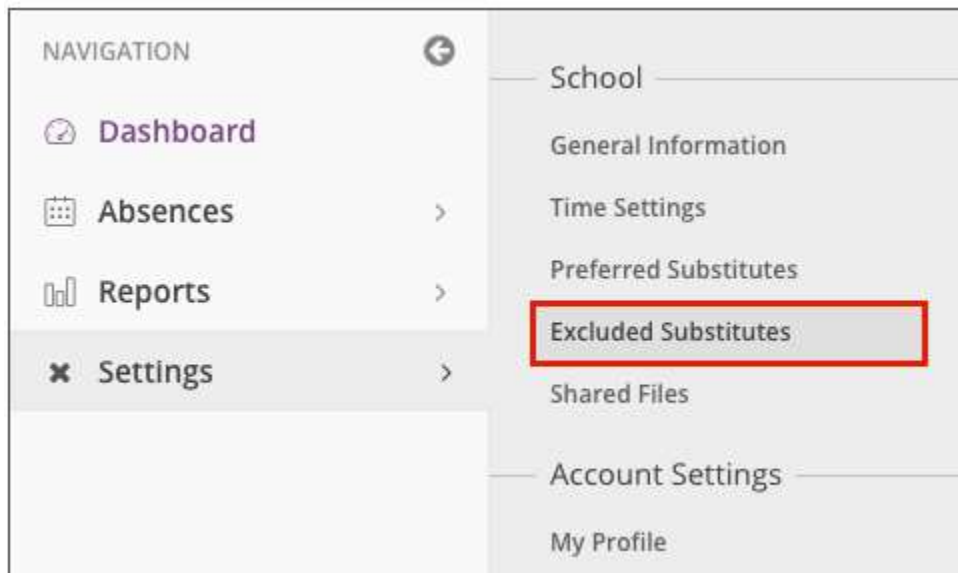 NAVIGATION
Dashboard
Absences
Reports
Settings
School
General Information
Time Settings
Preferred Substitutes
Excluded Substitutes
Shared Files
Account Settings
My Profile